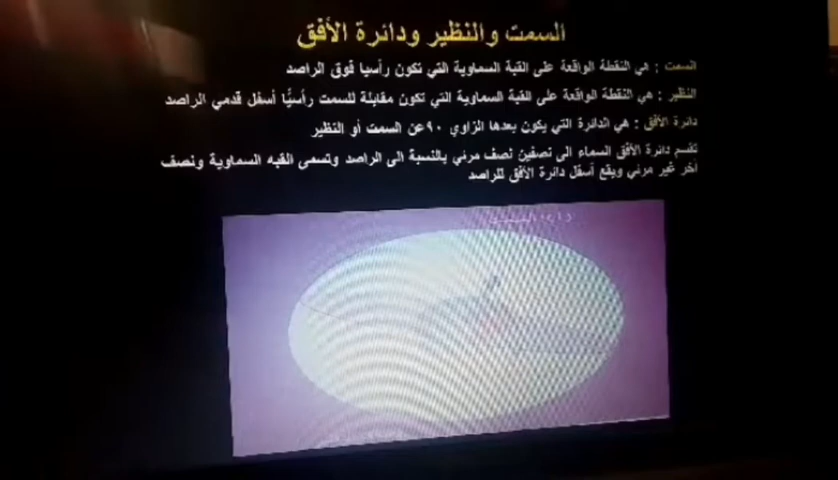 السمت والنظير ودائرة الأفق
السمت : هي النقطة الواقعة على القبة السماوية التي تكون رأسيا فوق الراصد
النظير : هي النقطة الواقعة على القبة السماوية التي تكون مقابلة للسمت رأسيًّا أسفل قدمي الراصد
دائرة الأفق : هي الدائرة التي يكون بعدها الزاوي ٩٠عن السمت أو النظير
تقسم دائرة الأفق السماء الى نصفين نصف مرئي بالنسبة الى الراصد وتسمى القبه السماوية ونصف
أخر غير مرئي ويقع أسفل دائرة الأفق للراصد